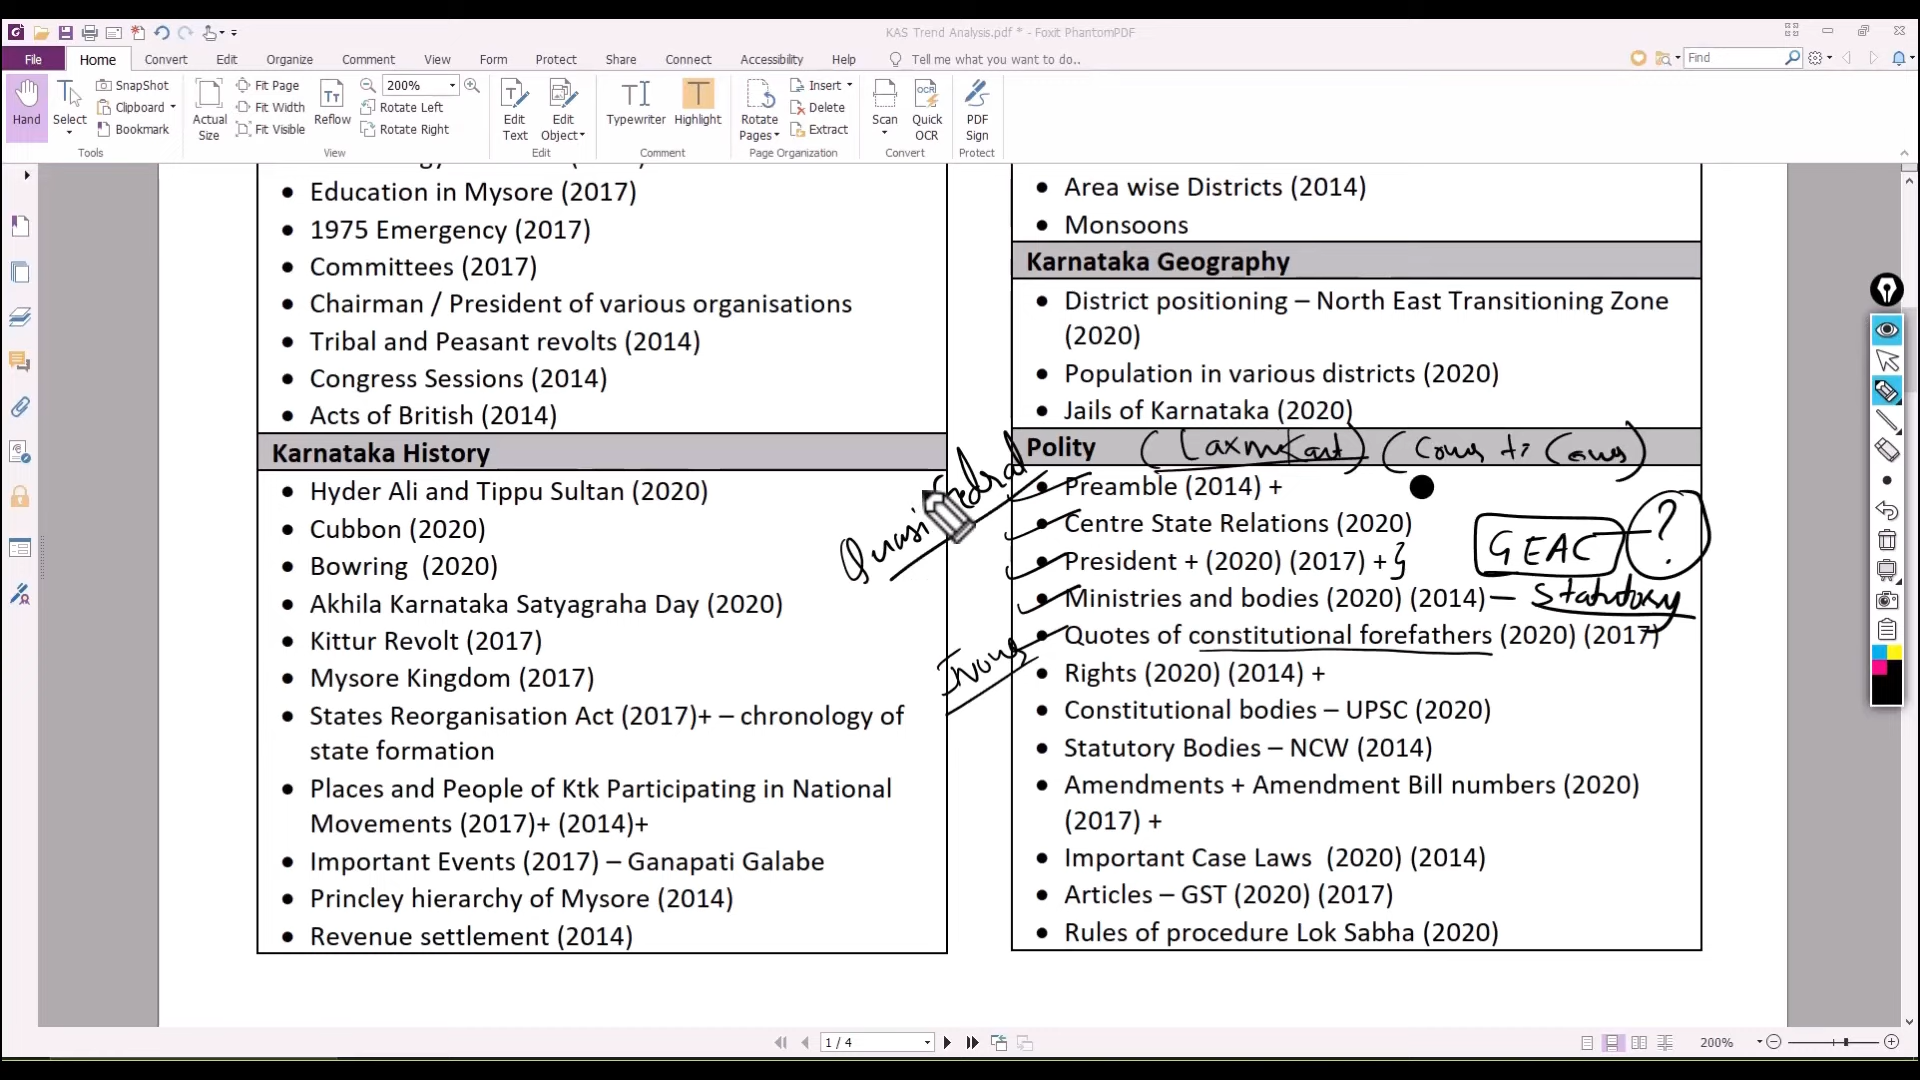 KAS Trend Analysis.pdf * - Foxit PhantomPDF
File Home Convert Edit Organize Comment View Form Protect Share Connect Accessibility Help Tell me what you want to do.. Find
Hand
Select
SnapShot
Clipboard
Bookmark
Tools
Actual Size
Fit Page
Fit Width
Fit Visible
Reflow
200%
Rotate Left
Rotate Right
View
Edit Text
Edit Object
Edit
Typewriter
Highlight
Comment
Rotate Pages
Insert
Delete
Extract
Page Organization
Scan
Quick OCR
Convert
PDF Sign
Protect
• Education in Mysore (2017)
• 1975 Emergency (2017)
• Committees (2017)
• Chairman / President of various organisations
• Tribal and Peasant revolts (2014)
• Congress Sessions (2014)
• Acts of British (2014)
Karnataka History
• Hyder Ali and Tippu Sultan (2020)
• Cubbon (2020)
• Bowring (2020)
• Akhila Karnataka Satyagraha Day (2020)
• Kittur Revolt (2017)
• Mysore Kingdom (2017)
• States Reorganisation Act (2017)+ – chronology of
state formation
• Places and People of Ktk Participating in National
Movements (2017)+ (2014)+
• Important Events (2017) – Ganapati Galabe
• Princley hierarchy of Mysore (2014)
• Revenue settlement (2014)
Quasi Fedral
• Area wise Districts (2014)
• Monsoons
Karnataka Geography
• District positioning – North East Transitioning Zone
(2020)
• Population in various districts (2020)
• Jails of Karnataka (2020)
Polity (Laxmikant)
• Preamble (2014) +
• Centre State Relations (2020)
• President + (2020) (2017) + }
GEAC ?
• Ministries and bodies (2020) (2014) – Statutory
• Quotes of constitutional forefathers (2020) (2017)
• Rights (2020) (2014) +
• Constitutional bodies – UPSC (2020)
• Statutory Bodies – NCW (2014)
• Amendments + Amendment Bill numbers (2020)
(2017) +
• Important Case Laws (2020) (2014)
• Articles – GST (2020) (2017)
• Rules of procedure Lok Sabha (2020)
1 / 4
200%